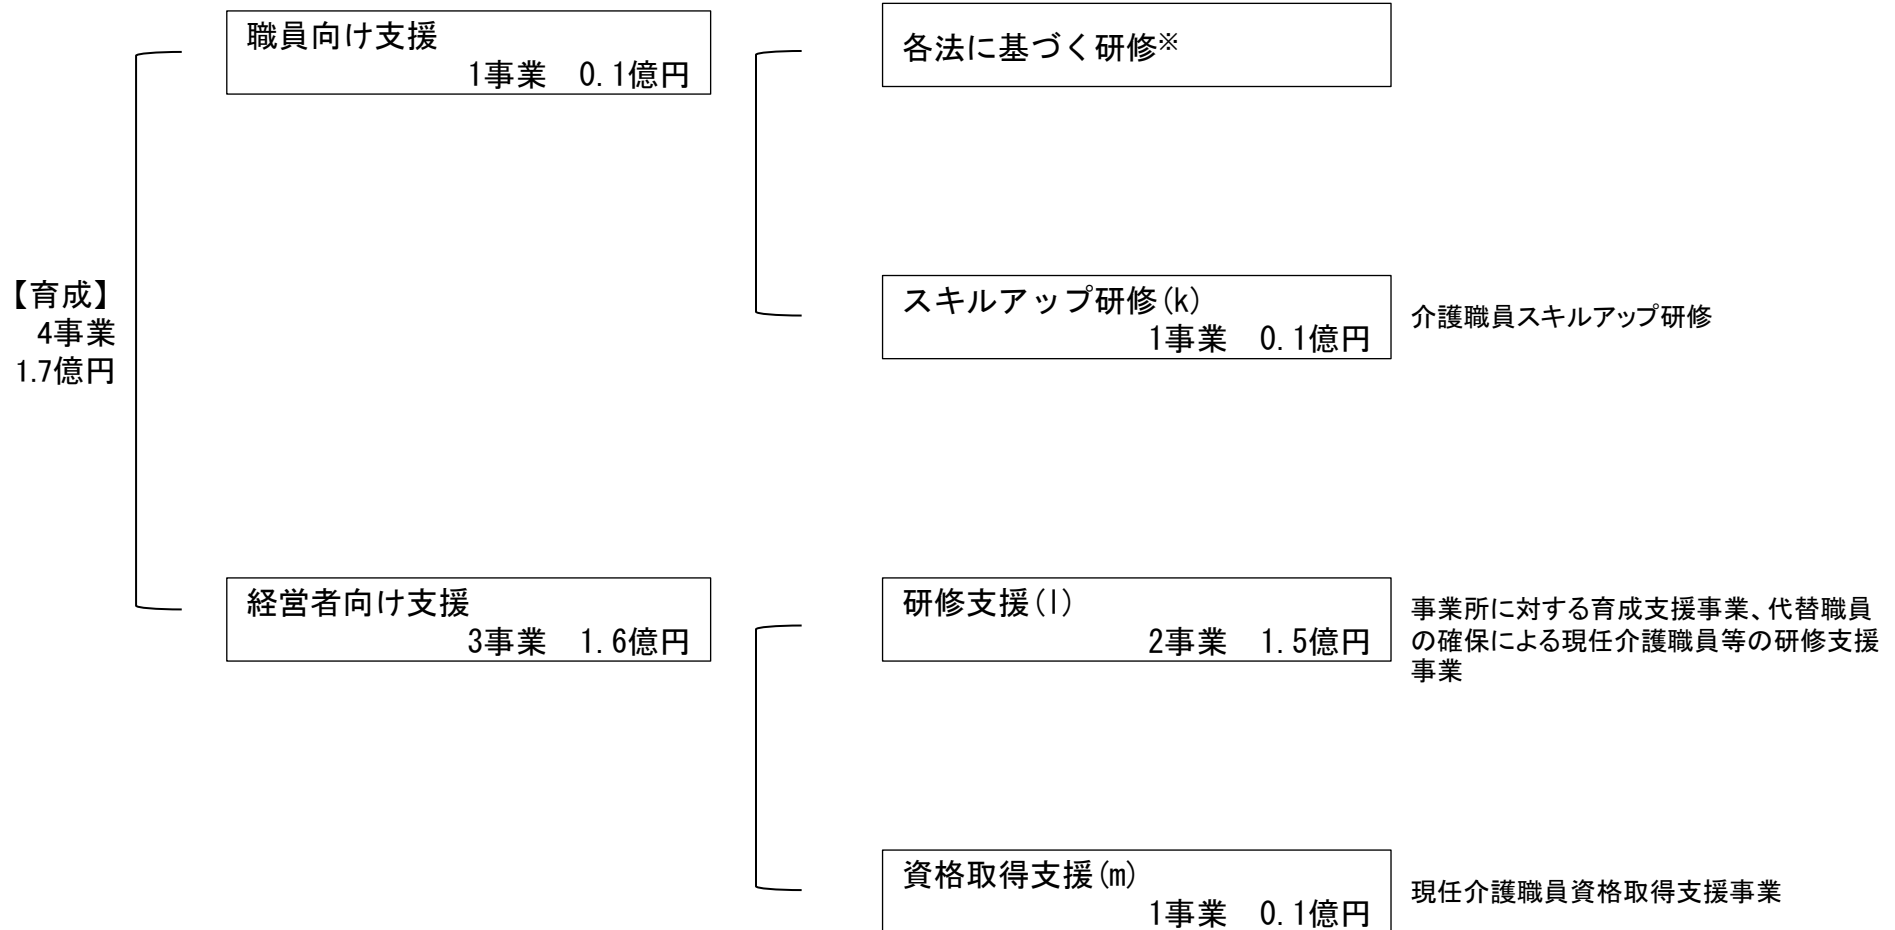 【育成】
4事業
1.7億円
職員向け支援
1事業　0.1億円
各法に基づく研修※
スキルアップ研修(k)
1事業　0.1億円
介護職員スキルアップ研修
経営者向け支援
3事業　1.6億円
研修支援(l)
2事業　1.5億円
事業所に対する育成支援事業、代替職員
の確保による現任介護職員等の研修支援
事業
資格取得支援(m)
1事業　0.1億円
現任介護職員資格取得支援事業